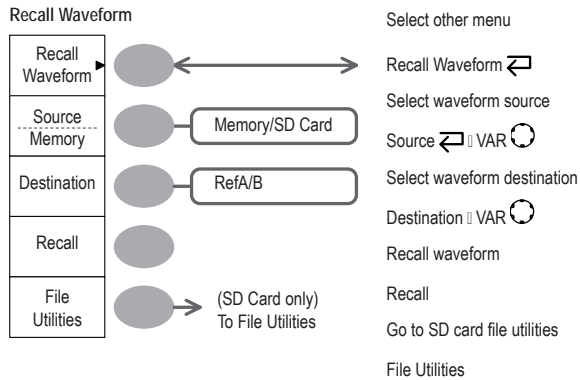 Recall Waveform
Recall
Waveform
Source
Memory
Destination
Recall
File
Utilities
Memory/SD Card
RefA/B
(SD Card only)
To File Utilities
Select other menu
Recall Waveform
Select waveform source
Source VAR
Select waveform destination
Destination VAR
Recall waveform
Recall
Go to SD card file utilities
File Utilities